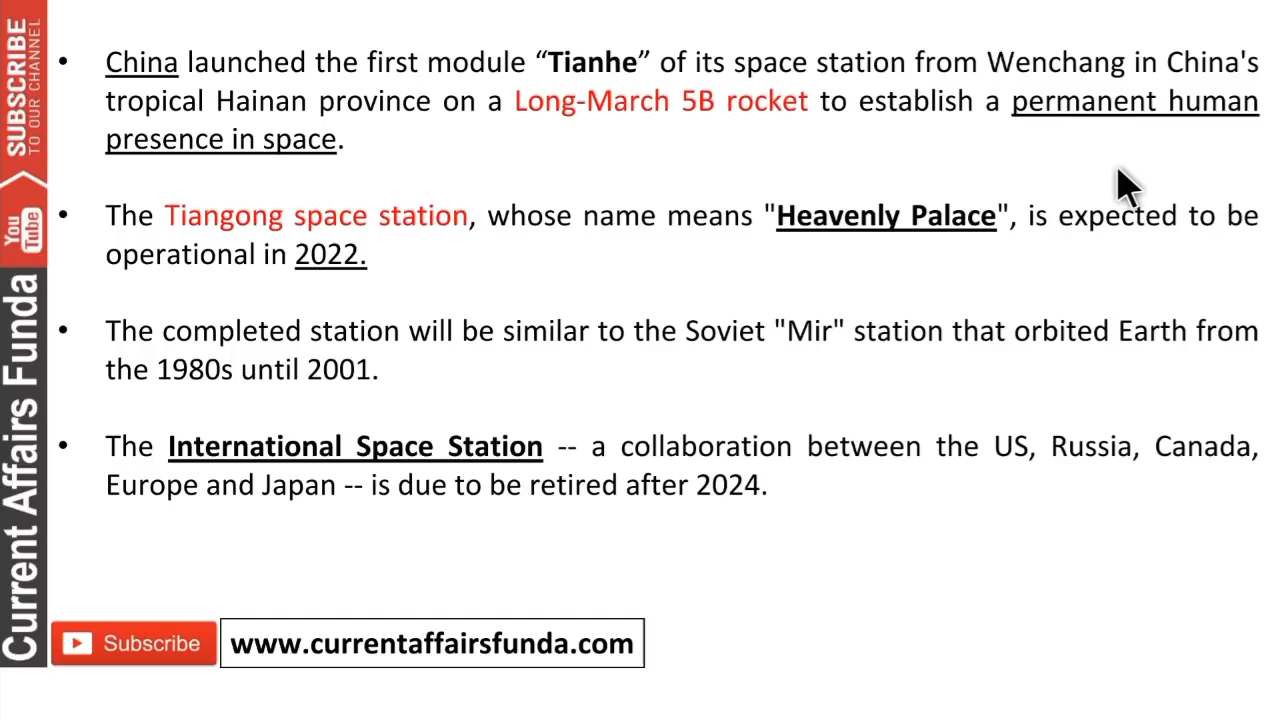 SUBSCRIBE
TO OUR CHANNEL
You
Tube
Current Affairs Funda
• China launched the first module “Tianhe” of its space station from Wenchang in China's
tropical Hainan province on a Long-March 5B rocket to establish a permanent human
presence in space.
• The Tiangong space station, whose name means "Heavenly Palace", is expected to be
operational in 2022.
• The completed station will be similar to the Soviet "Mir" station that orbited Earth from
the 1980s until 2001.
• The International Space Station -- a collaboration between the US, Russia, Canada,
Europe and Japan -- is due to be retired after 2024.
Subscribe
www.currentaffairsfunda.com